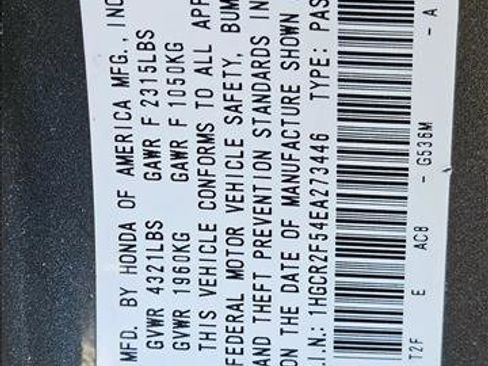 MFD. BY HONDA OF AMERICA MFG., INC
GVWR 4321LBS GAWR F 2315LBS
GVWR 1960KG GAWR F 1050KG
THIS VEHICLE CONFORMS TO ALL APP
FEDERAL MOTOR VEHICLE SAFETY, BUM
AND THEFT PREVENTION STANDARDS IN
ON THE DATE OF MANUFACTURE SHOWN
.I.N.: 1HGCR2F54EA273446 TYPE: PAS
T2F E AC8 - G536M - A